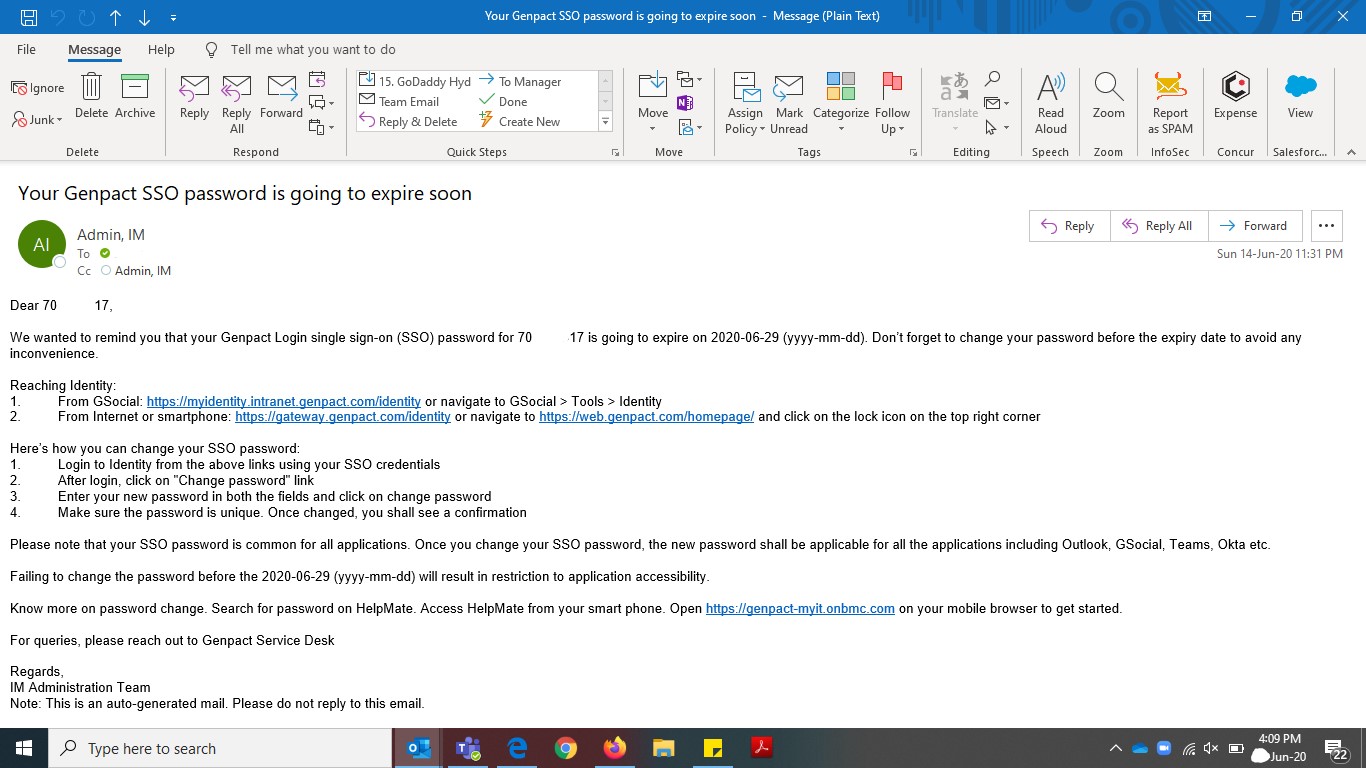 Your Genpact SSO password is going to expire soon - Message (Plain Text)
File Message Help Tell me what you want to do
Ignore
Junk
Delete
Archive
Reply
Reply All
Forward
15. GoDaddy Hyd
To Manager
Team Email
Done
Reply & Delete
Create New
Move
Assign Policy
Mark Unread
Categorize
Follow Up
Translate
Read Aloud
Zoom
Report as SPAM
Expense
View
Delete Respond Quick Steps Move Tags Editing Speech Zoom InfoSec Concur Salesforc...
Your Genpact SSO password is going to expire soon
AI
Admin, IM
To
Cc Admin, IM
Reply Reply All Forward
Sun 14-Jun-20 11:31 PM
Dear 70 17,
We wanted to remind you that your Genpact Login single sign-on (SSO) password for 70 17 is going to expire on 2020-06-29 (yyyy-mm-dd). Don't forget to change your password before the expiry date to avoid any
inconvenience.
Reaching Identity:
1. From GSocial: https://myidentity.intranet.genpact.com/identity or navigate to GSocial > Tools > Identity
2. From Internet or smartphone: https://gateway.genpact.com/identity or navigate to https://web.genpact.com/homepage/ and click on the lock icon on the top right corner
Here's how you can change your SSO password:
1. Login to Identity from the above links using your SSO credentials
2. After login, click on "Change password" link
3. Enter your new password in both the fields and click on change password
4. Make sure the password is unique. Once changed, you shall see a confirmation
Please note that your SSO password is common for all applications. Once you change your SSO password, the new password shall be applicable for all the applications including Outlook, GSocial, Teams, Okta etc.
Failing to change the password before the 2020-06-29 (yyyy-mm-dd) will result in restriction to application accessibility.
Know more on password change. Search for password on HelpMate. Access HelpMate from your smart phone. Open https://genpact-myit.onbmc.com on your mobile browser to get started.
For queries, please reach out to Genpact Service Desk
Regards,
IM Administration Team
Note: This is an auto-generated mail. Please do not reply to this email.
Type here to search
4:09 PM
Jun-20
22